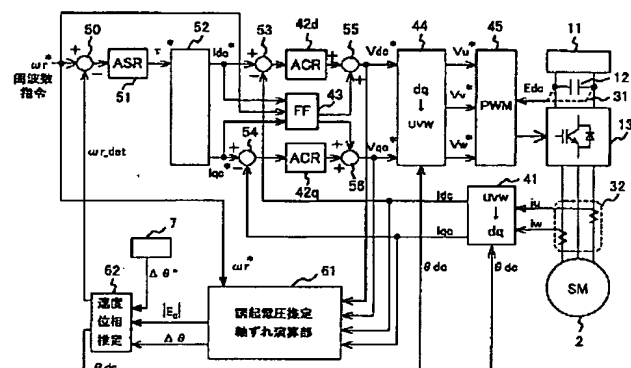 50
52
53
42d
55
44
45
11
ωr*
周波数
指令
ASR
51
τ*
Idc*
ACR
Vdc*
Vu*
Edc
12
31
43
FF
dq
↓
uvw
Vv*
PWM
13
54
Iqc*
ACR
42q
56
Vqc*
Vw*
ωr_det
Idc
Iqc
41
uvw
↓
dq
iu
iw
32
7
Δθ*
ωr*
61
θdc
θdc
SM
2
62
速度
位相
推定
|Ec|
Δθ
誘起電圧推定
軸ずれ演算部
θdc